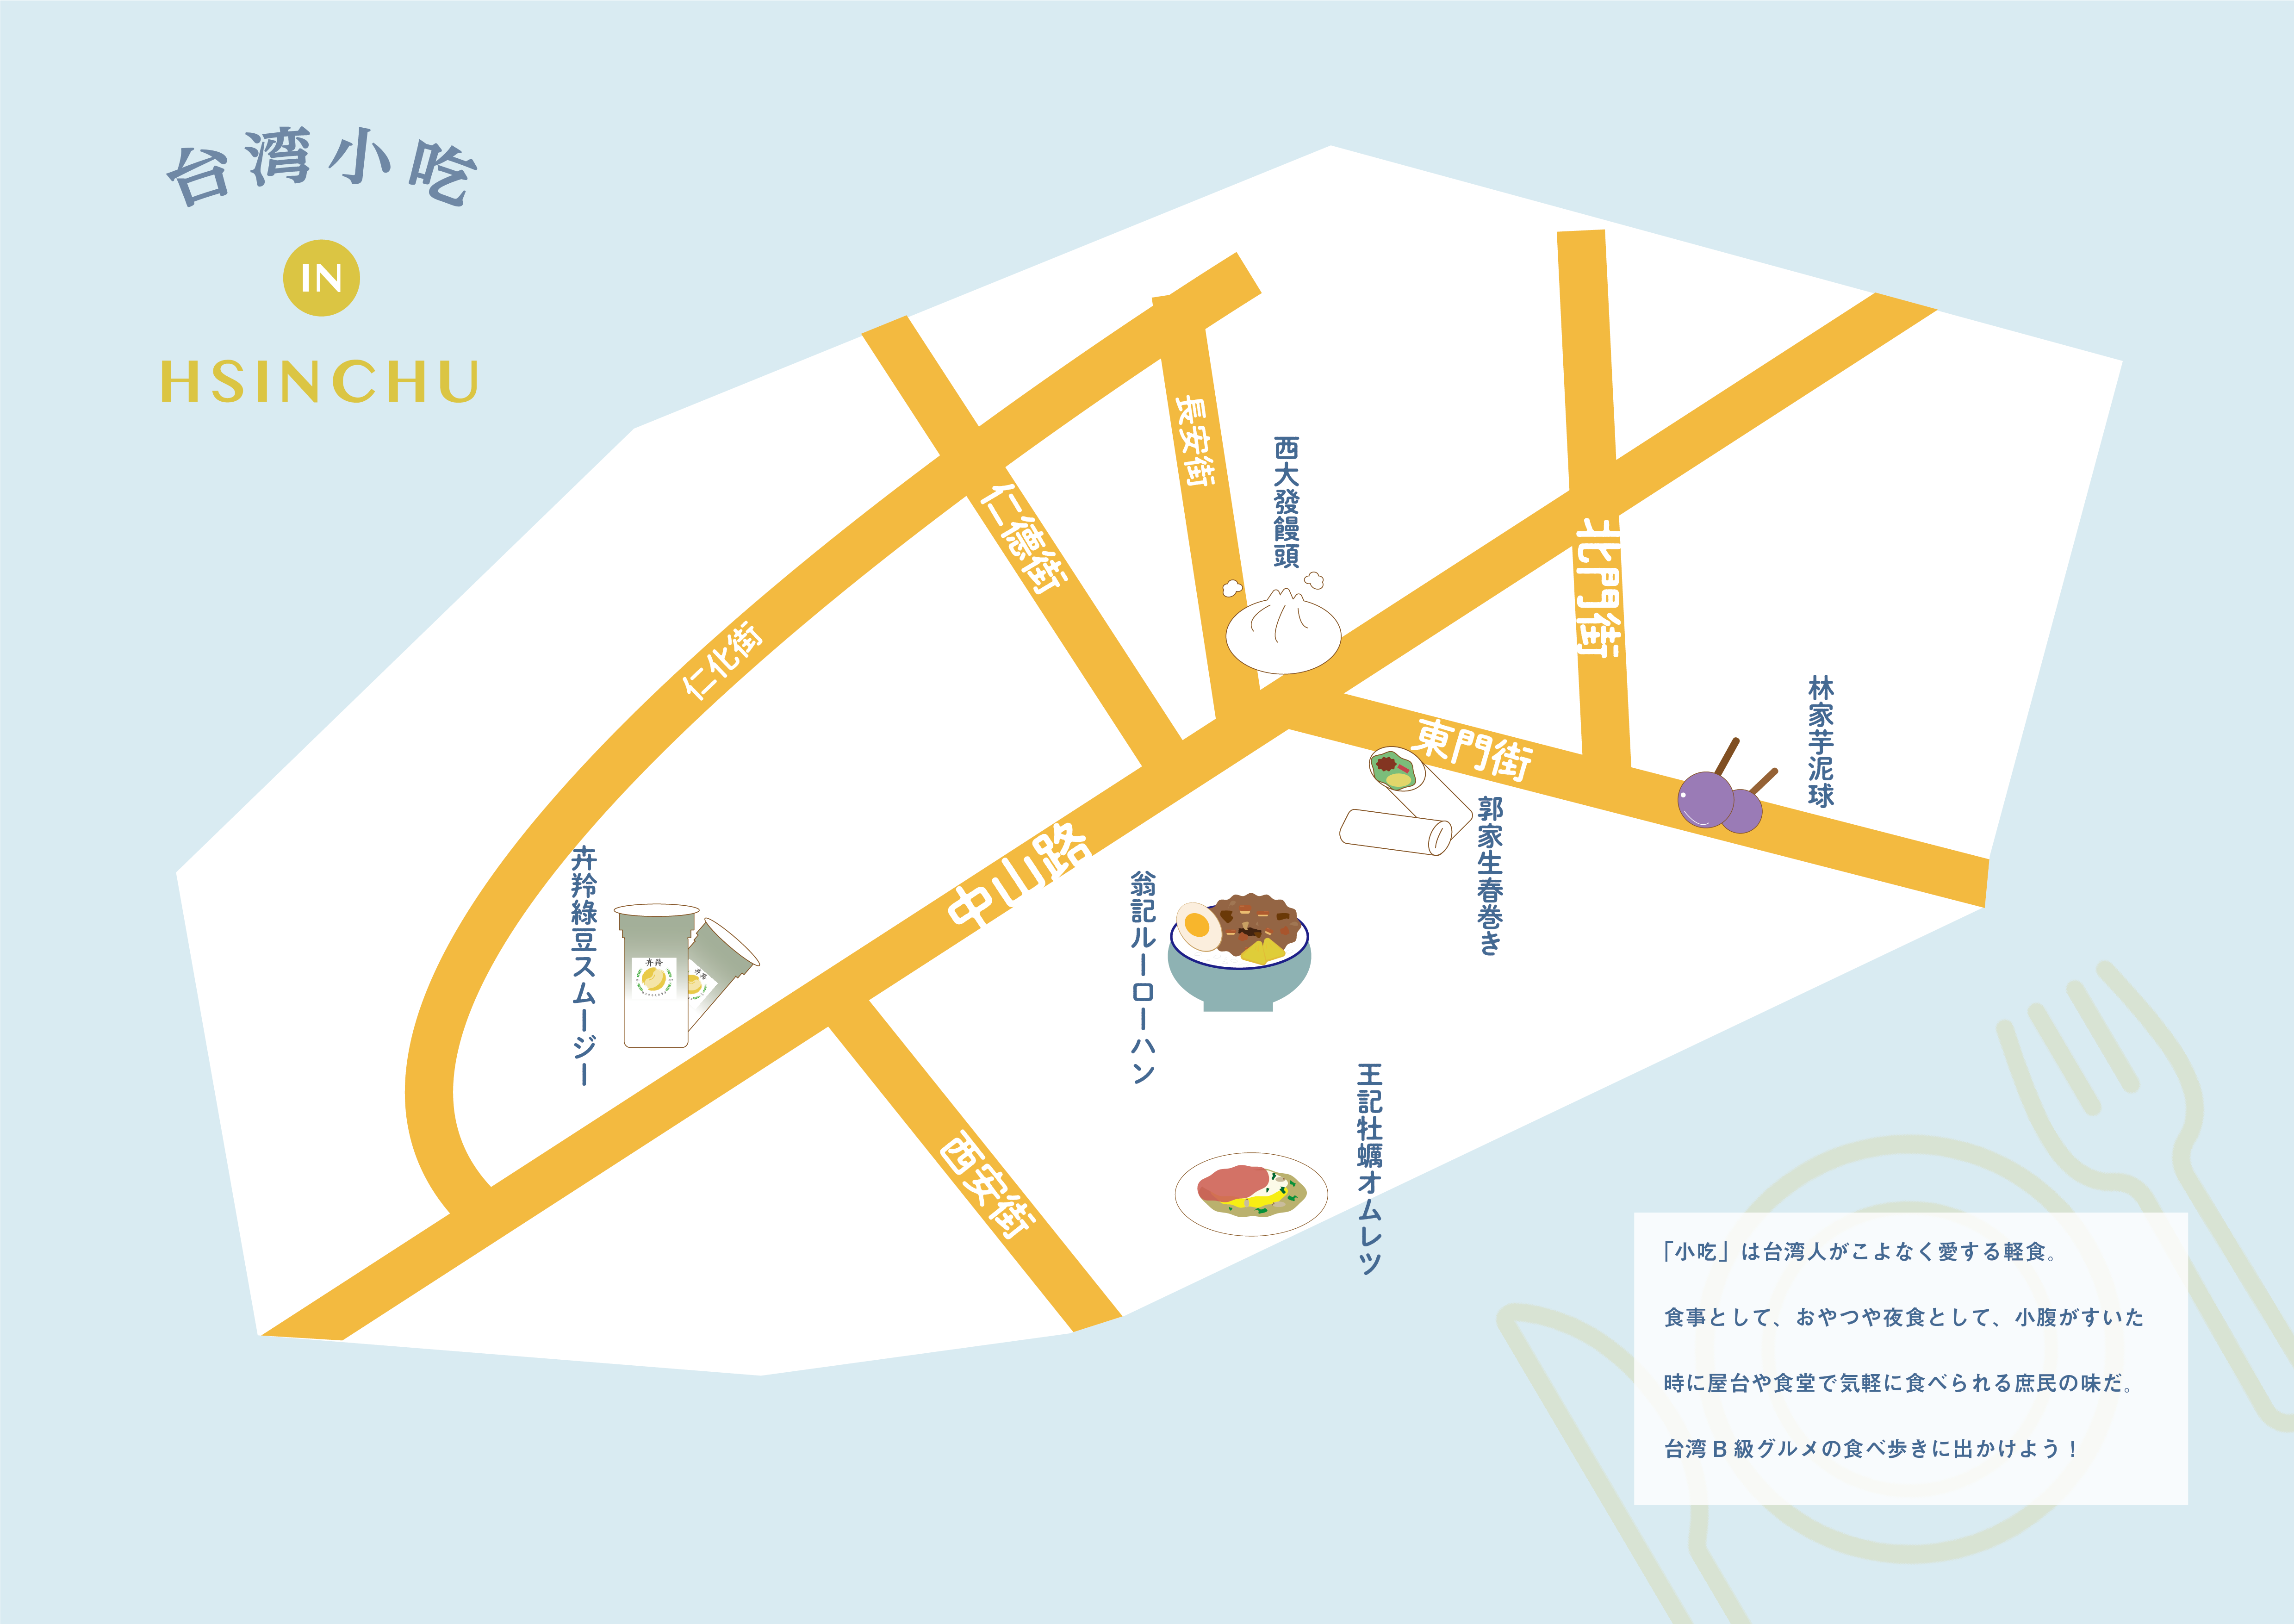 台湾小吃
IN
HSINCHU
長安街
西大發饅頭
仁德街
北門街
仁化街
林家芋泥球
東門街
郭家生春巻き
中山路
卉羚綠豆スムージー
卉羚
翁記ルーローハン
王記牡蠣オムレツ
西安街
「小吃」は台湾人がこよなく愛する軽食。
食事として、おやつや夜食として、小腹がすいた
時に屋台や食堂で気軽に食べられる庶民の味だ。
台湾 B 級グルメの食べ歩きに出かけよう！